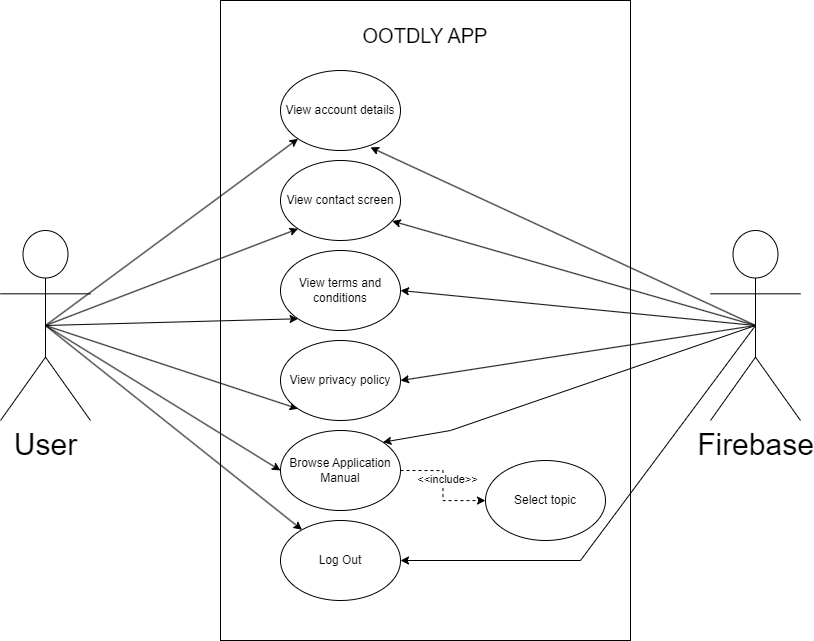 OOTDLY APP
View account details
View contact screen
View terms and
conditions
View privacy policy
User
Firebase
Browse Application
Manual
<<include>>
Select topic
Log Out